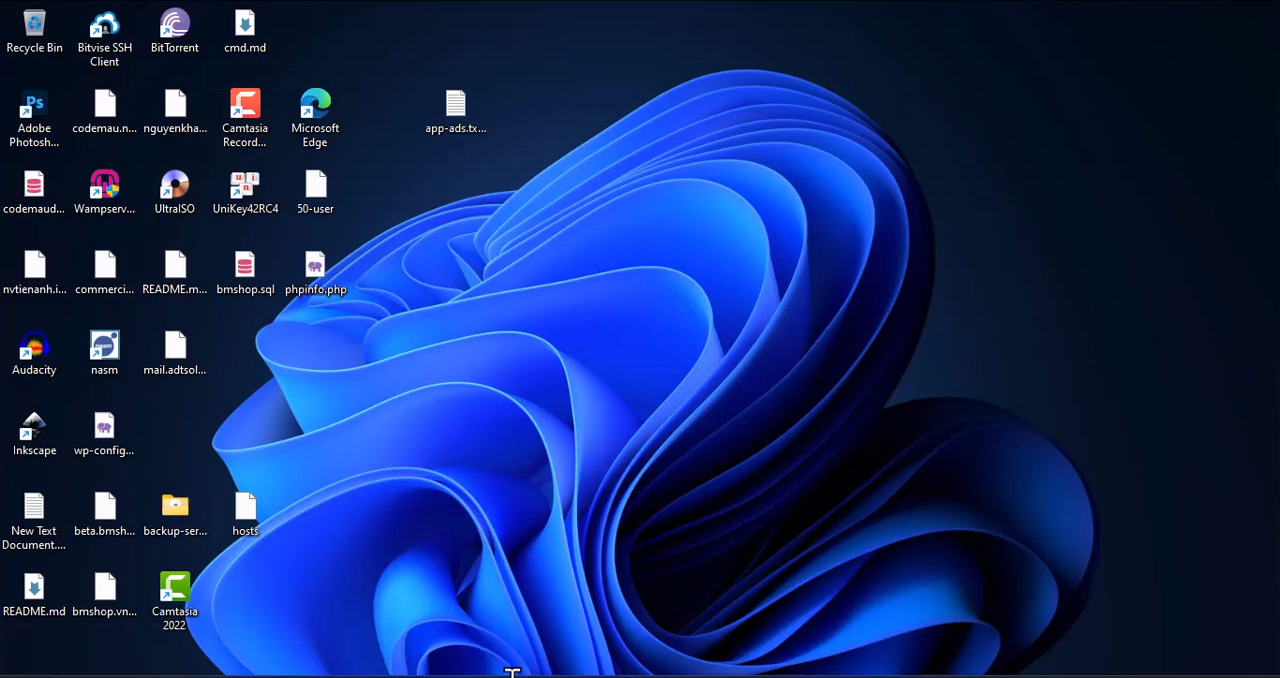 Recycle Bin
Bitvise SSH
Client
BitTorrent
cmd.md
Ps
Adobe
Photosh...
codemau.n...
nguyenkha...
Camtasia
Record...
Microsoft
Edge
app-ads.tx...
codemaud...
Wampserv...
UltraISO
u i
n
UniKey42RC4
50-user
nvtienanh.i...
commerci...
README.m...
bmshop.sql
phpinfo.php
Audacity
nasm
nasm
mail.adtsol...
Inkscape
wp-config...
New Text
Document....
beta.bmsh...
backup-ser...
hosts
README.md
bmshop.vn...
Camtasia
2022